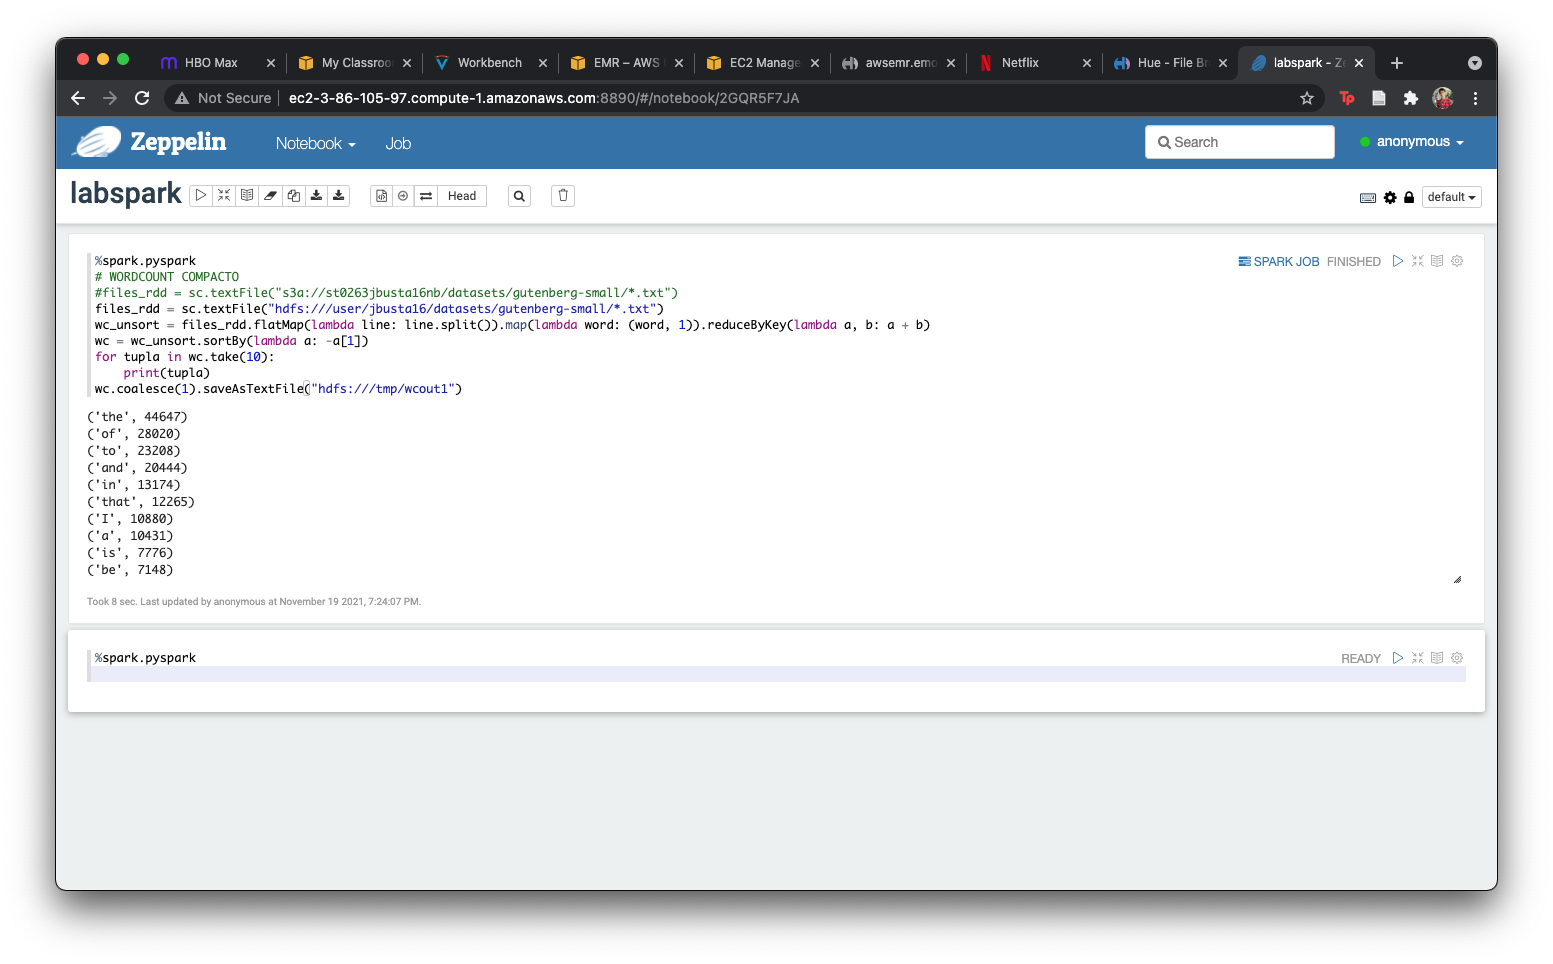 HBO Max
My Classroo
Workbench
EMR – AWS
EC2 Manage
awsemr.emo
Netflix
Hue - File Br
labspark - Ze
Not Secure
ec2-3-86-105-97.compute-1.amazonaws.com:8890/#/notebook/2GQR5F7JA
Tp
Zeppelin
Notebook
Job
Search
anonymous
labspark
Head
default
%spark.pyspark
SPARK JOB FINISHED
# WORDCOUNT COMPACTO
#files_rdd = sc.textFile("s3a://st0263jbusta16nb/datasets/gutenberg-small/*.txt")
files_rdd = sc.textFile("hdfs:///user/jbusta16/datasets/gutenberg-small/*.txt")
wc_unsort = files_rdd.flatMap(lambda line: line.split()).map(lambda word: (word, 1)).reduceByKey(lambda a, b: a + b)
wc = wc_unsort.sortBy(lambda a: -a[1])
for tupla in wc.take(10):
    print(tupla)
wc.coalesce(1).saveAsTextFile("hdfs:///tmp/wcout1")
('the', 44647)
('of', 28020)
('to', 23208)
('and', 20444)
('in', 13174)
('that', 12265)
('I', 10880)
('a', 10431)
('is', 7776)
('be', 7148)
Took 8 sec. Last updated by anonymous at November 19 2021, 7:24:07 PM.
%spark.pyspark
READY